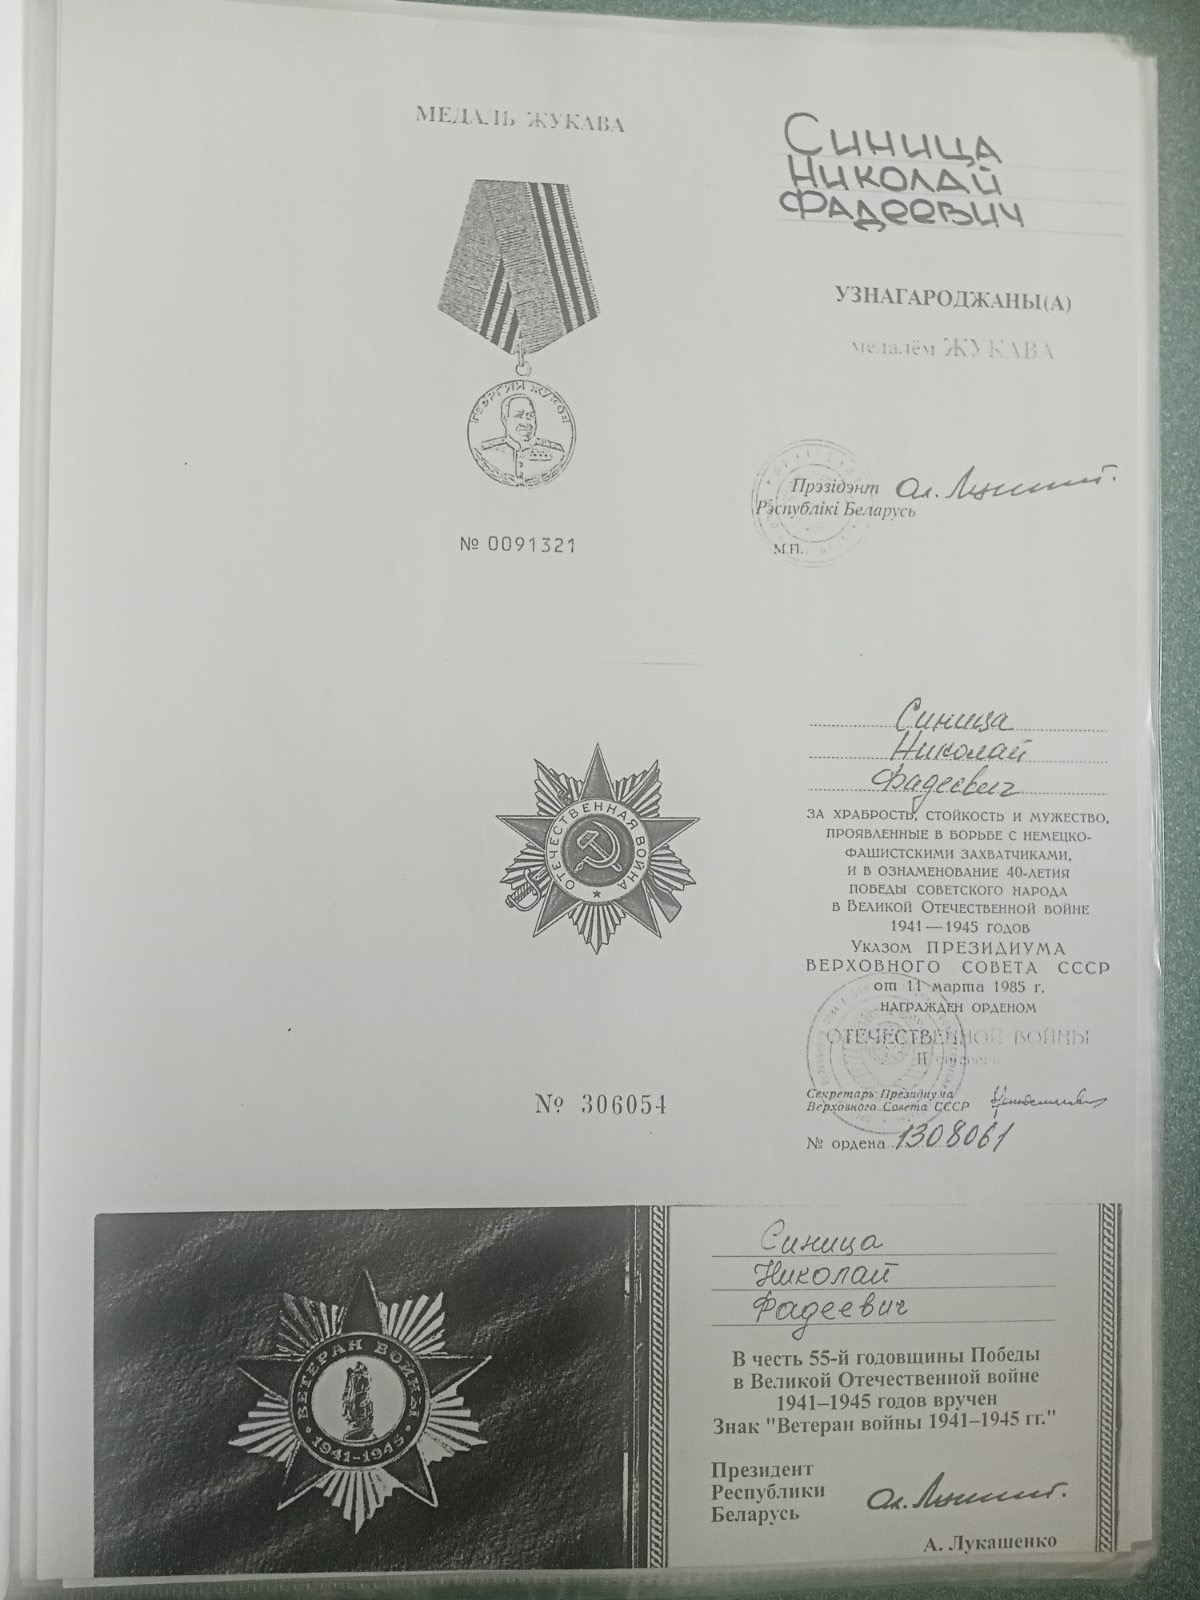 МЕДАЛЬ ЖУКАВА
ГЕОРГИЙ ЖУКОВ
№ 0091321
Синица
Николай
Фадеевич
УЗНАГАРОДЖАНЫ(А)
медалём ЖУКАВА
Прэзідэнт
Рэспублікі Беларусь
М.П.
ОТЕЧЕСТВЕННАЯ ВОЙНА
№ 306054
Синица
Николай
Фадеевич
ЗА ХРАБРОСТЬ, СТОЙКОСТЬ И МУЖЕСТВО,
ПРОЯВЛЕННЫЕ В БОРЬБЕ С НЕМЕЦКО-
ФАШИСТСКИМИ ЗАХВАТЧИКАМИ,
И В ОЗНАМЕНОВАНИЕ 40-ЛЕТИЯ
ПОБЕДЫ СОВЕТСКОГО НАРОДА
В ВЕЛИКОЙ ОТЕЧЕСТВЕННОЙ ВОЙНЕ
1941—1945 ГОДОВ
УКАЗОМ ПРЕЗИДИУМА
ВЕРХОВНОГО СОВЕТА СССР
от 11 марта 1985 г.
НАГРАЖДЕН ОРДЕНОМ
ОТЕЧЕСТВЕННОЙ ВОЙНЫ
II степени
Секретарь Президиума
Верховного Совета СССР
№ ордена 1308061
ВЕТЕРАН ВОЙНЫ
1941-1945
Синица
Николай
Фадеевич
В честь 55-й годовщины Победы
в Великой Отечественной войне
1941–1945 годов вручен
Знак "Ветеран войны 1941–1945 гг."
Президент
Республики
Беларусь
А. Лукашенко